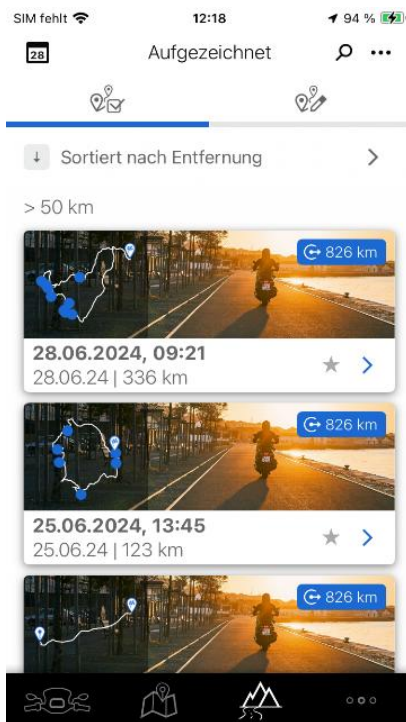 SIM fehlt 12:18 94 %
28 Aufgezeichnet
Sortiert nach Entfernung
> 50 km
826 km
28.06.2024, 09:21
28.06.24 | 336 km
826 km
25.06.2024, 13:45
25.06.24 | 123 km
826 km